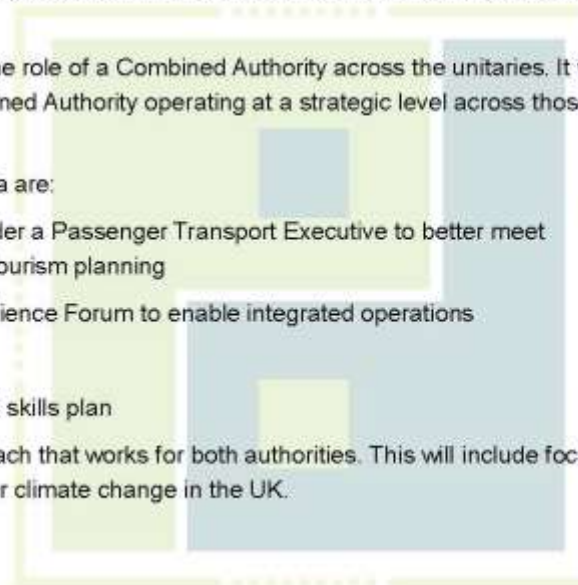 e role of a Combined Authority across the unitaries. It
ned Authority operating at a strategic level across thos
a are:
der a Passenger Transport Executive to better meet
ourism planning
ience Forum to enable integrated operations
skills plan
ach that works for both authorities. This will include foc
r climate change in the UK.